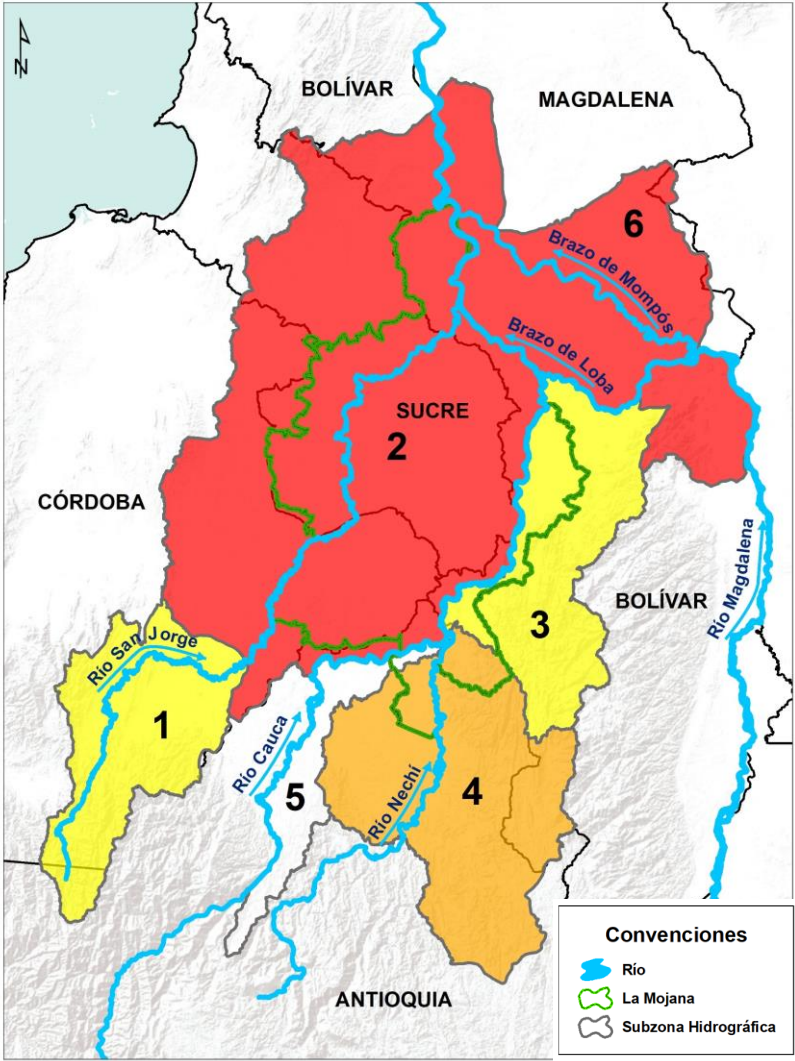 N
BOLÍVAR
MAGDALENA
6
Brazo de Mompós
Brazo de Loba
SUCRE
2
CÓRDOBA
Río Magdalena
BOLÍVAR
3
Río San Jorge
1
Río Cauca
5
Río Nechi
4
ANTIOQUIA
Convenciones
Río
La Mojana
Subzona Hidrográfica